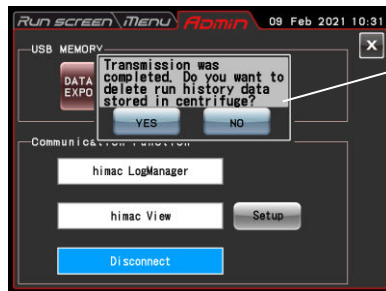 Run screen Menu Admin 09 Feb 2021 10:31
USB MEMORY
X
DATA
EXPO
Transmission was
completed. Do you want to
delete run history data
stored in centrifuge?
YES NO
Communication Function
himac LogManager
himac View Setup
Disconnect